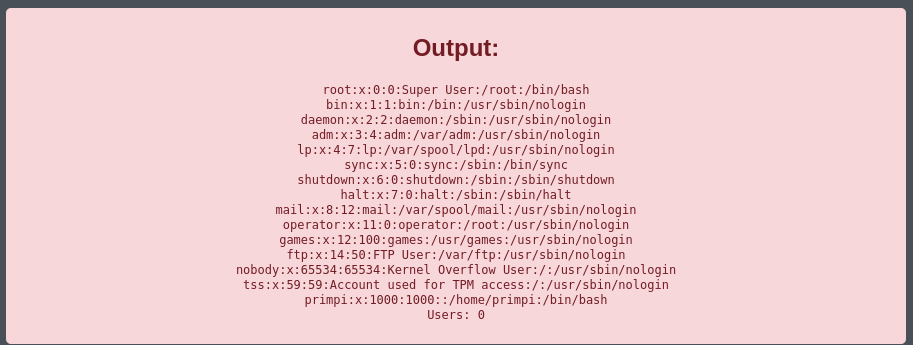 Output:
root:x:0:0:Super User:/root:/bin/bash
bin:x:1:1:bin:/bin:/usr/sbin/nologin
daemon:x:2:2:daemon:/sbin:/usr/sbin/nologin
adm:x:3:4:adm:/var/adm:/usr/sbin/nologin
lp:x:4:7:lp:/var/spool/lpd:/usr/sbin/nologin
sync:x:5:0:sync:/sbin:/bin/sync
shutdown:x:6:0:shutdown:/sbin:/sbin/shutdown
halt:x:7:0:halt:/sbin:/sbin/halt
mail:x:8:12:mail:/var/spool/mail:/usr/sbin/nologin
operator:x:11:0:operator:/root:/usr/sbin/nologin
games:x:12:100:games:/usr/games:/usr/sbin/nologin
ftp:x:14:50:FTP User:/var/ftp:/usr/sbin/nologin
nobody:x:65534:65534:Kernel Overflow User:/:/usr/sbin/nologin
tss:x:59:59:Account used for TPM access:/:/usr/sbin/nologin
primpi:x:1000:1000::/home/primpi:/bin/bash
Users: 0